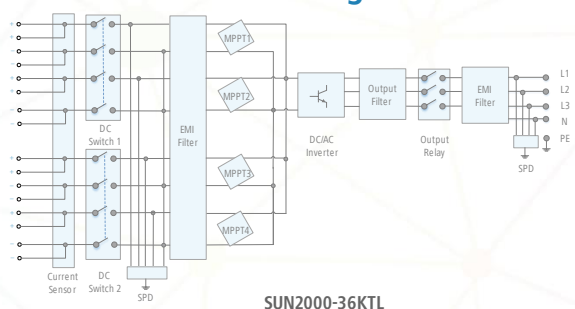 MPPT1
MPPT2
MPPT3
MPPT4
DC
Switch 1
EMI
Filter
DC/AC
Inverter
Output
Filter
Output
Relay
EMI
Filter
L1
L2
L3
N
PE
SPD
Current
Sensor
DC
Switch 2
SPD
SUN2000-36KTL